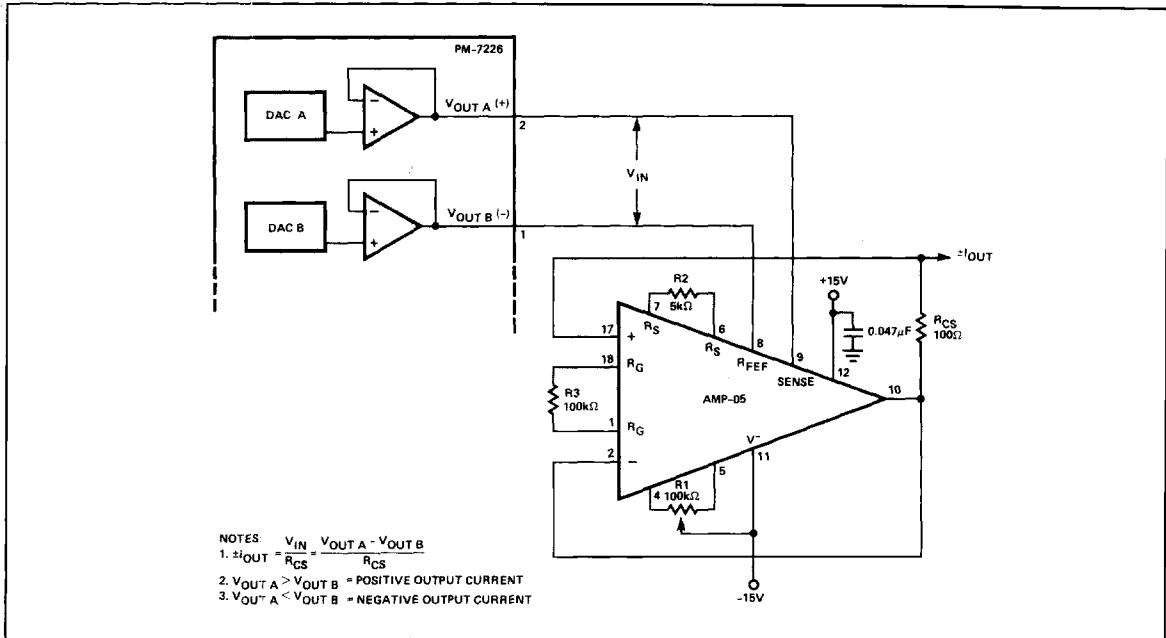 PM-7226
DAC A
−
+
VOUT A (+)
2
VIN
DAC B
−
+
VOUT B (−)
1
±IOUT
+15V
R2
5kΩ
7
RS
6
RS
8
RFEF
9
SENSE
0.047μF
RCS
100Ω
12
17
+
18
RG
R3
100kΩ
AMP-05
10
1
RG
2
−
V−
11
5
R1
4
100kΩ
-15V
NOTES:
1. ±iOUT = VIN / RCS = VOUT A - VOUT B / RCS
2. VOUT A > VOUT B = POSITIVE OUTPUT CURRENT
3. VOUT A < VOUT B = NEGATIVE OUTPUT CURRENT